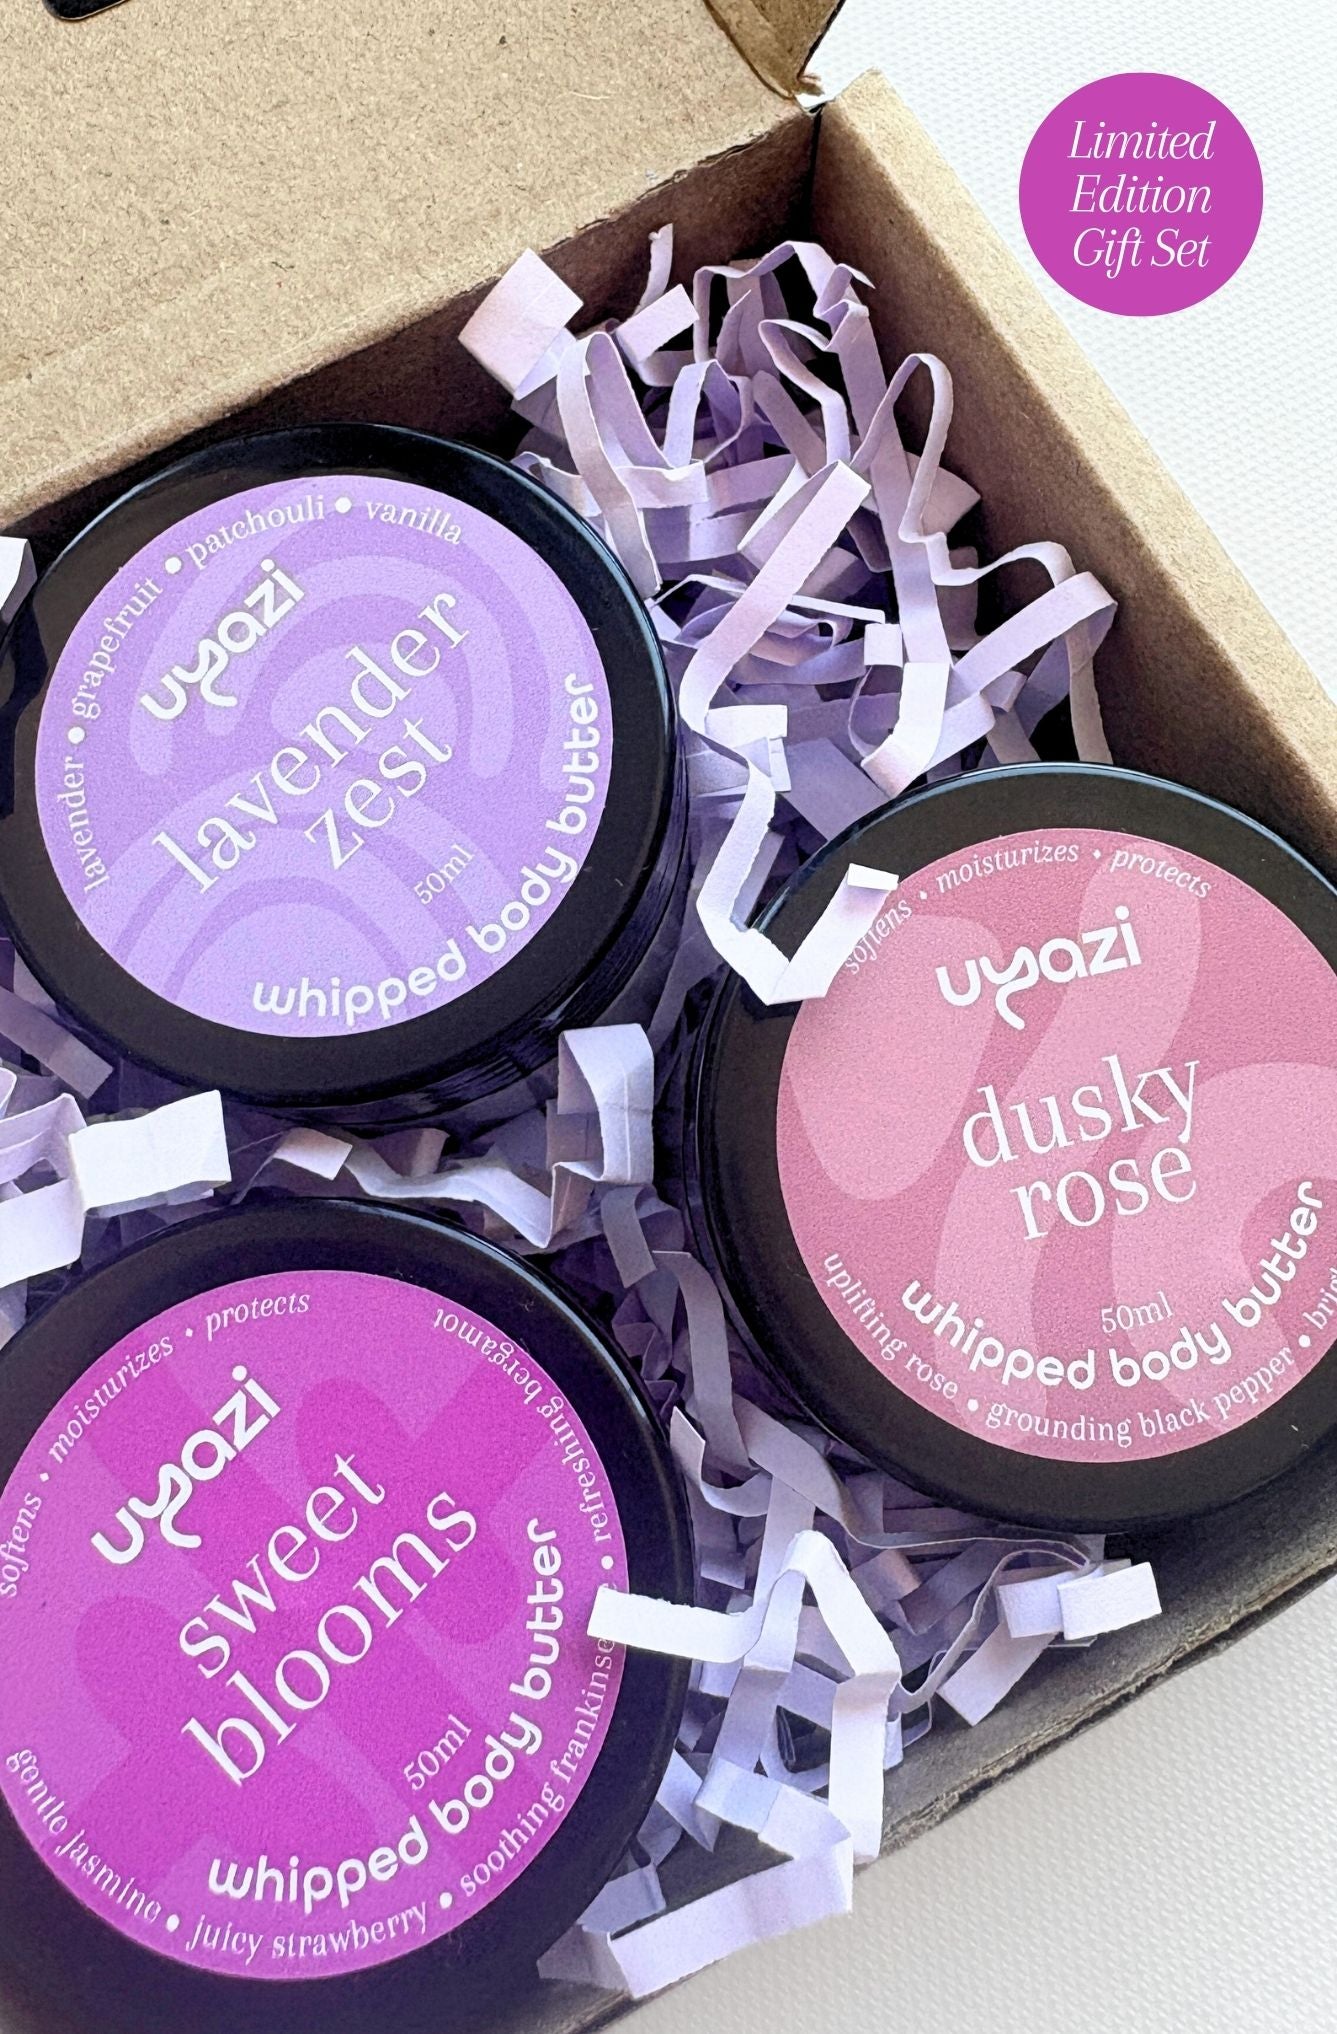 Limited
Edition
Gift Set
lavender • grapefruit • patchouli • vanilla
uyazi
lavender
zest
50ml
whipped body butter
softens • moisturizes • protects
uyazi
dusky
rose
50ml
whipped body butter
uplifting rose • grounding black pepper •
softens • moisturizes • protects
uyazi
sweet
blooms
50ml
whipped body butter
gentle jasmine • juicy strawberry • soothing • refreshing bergamot